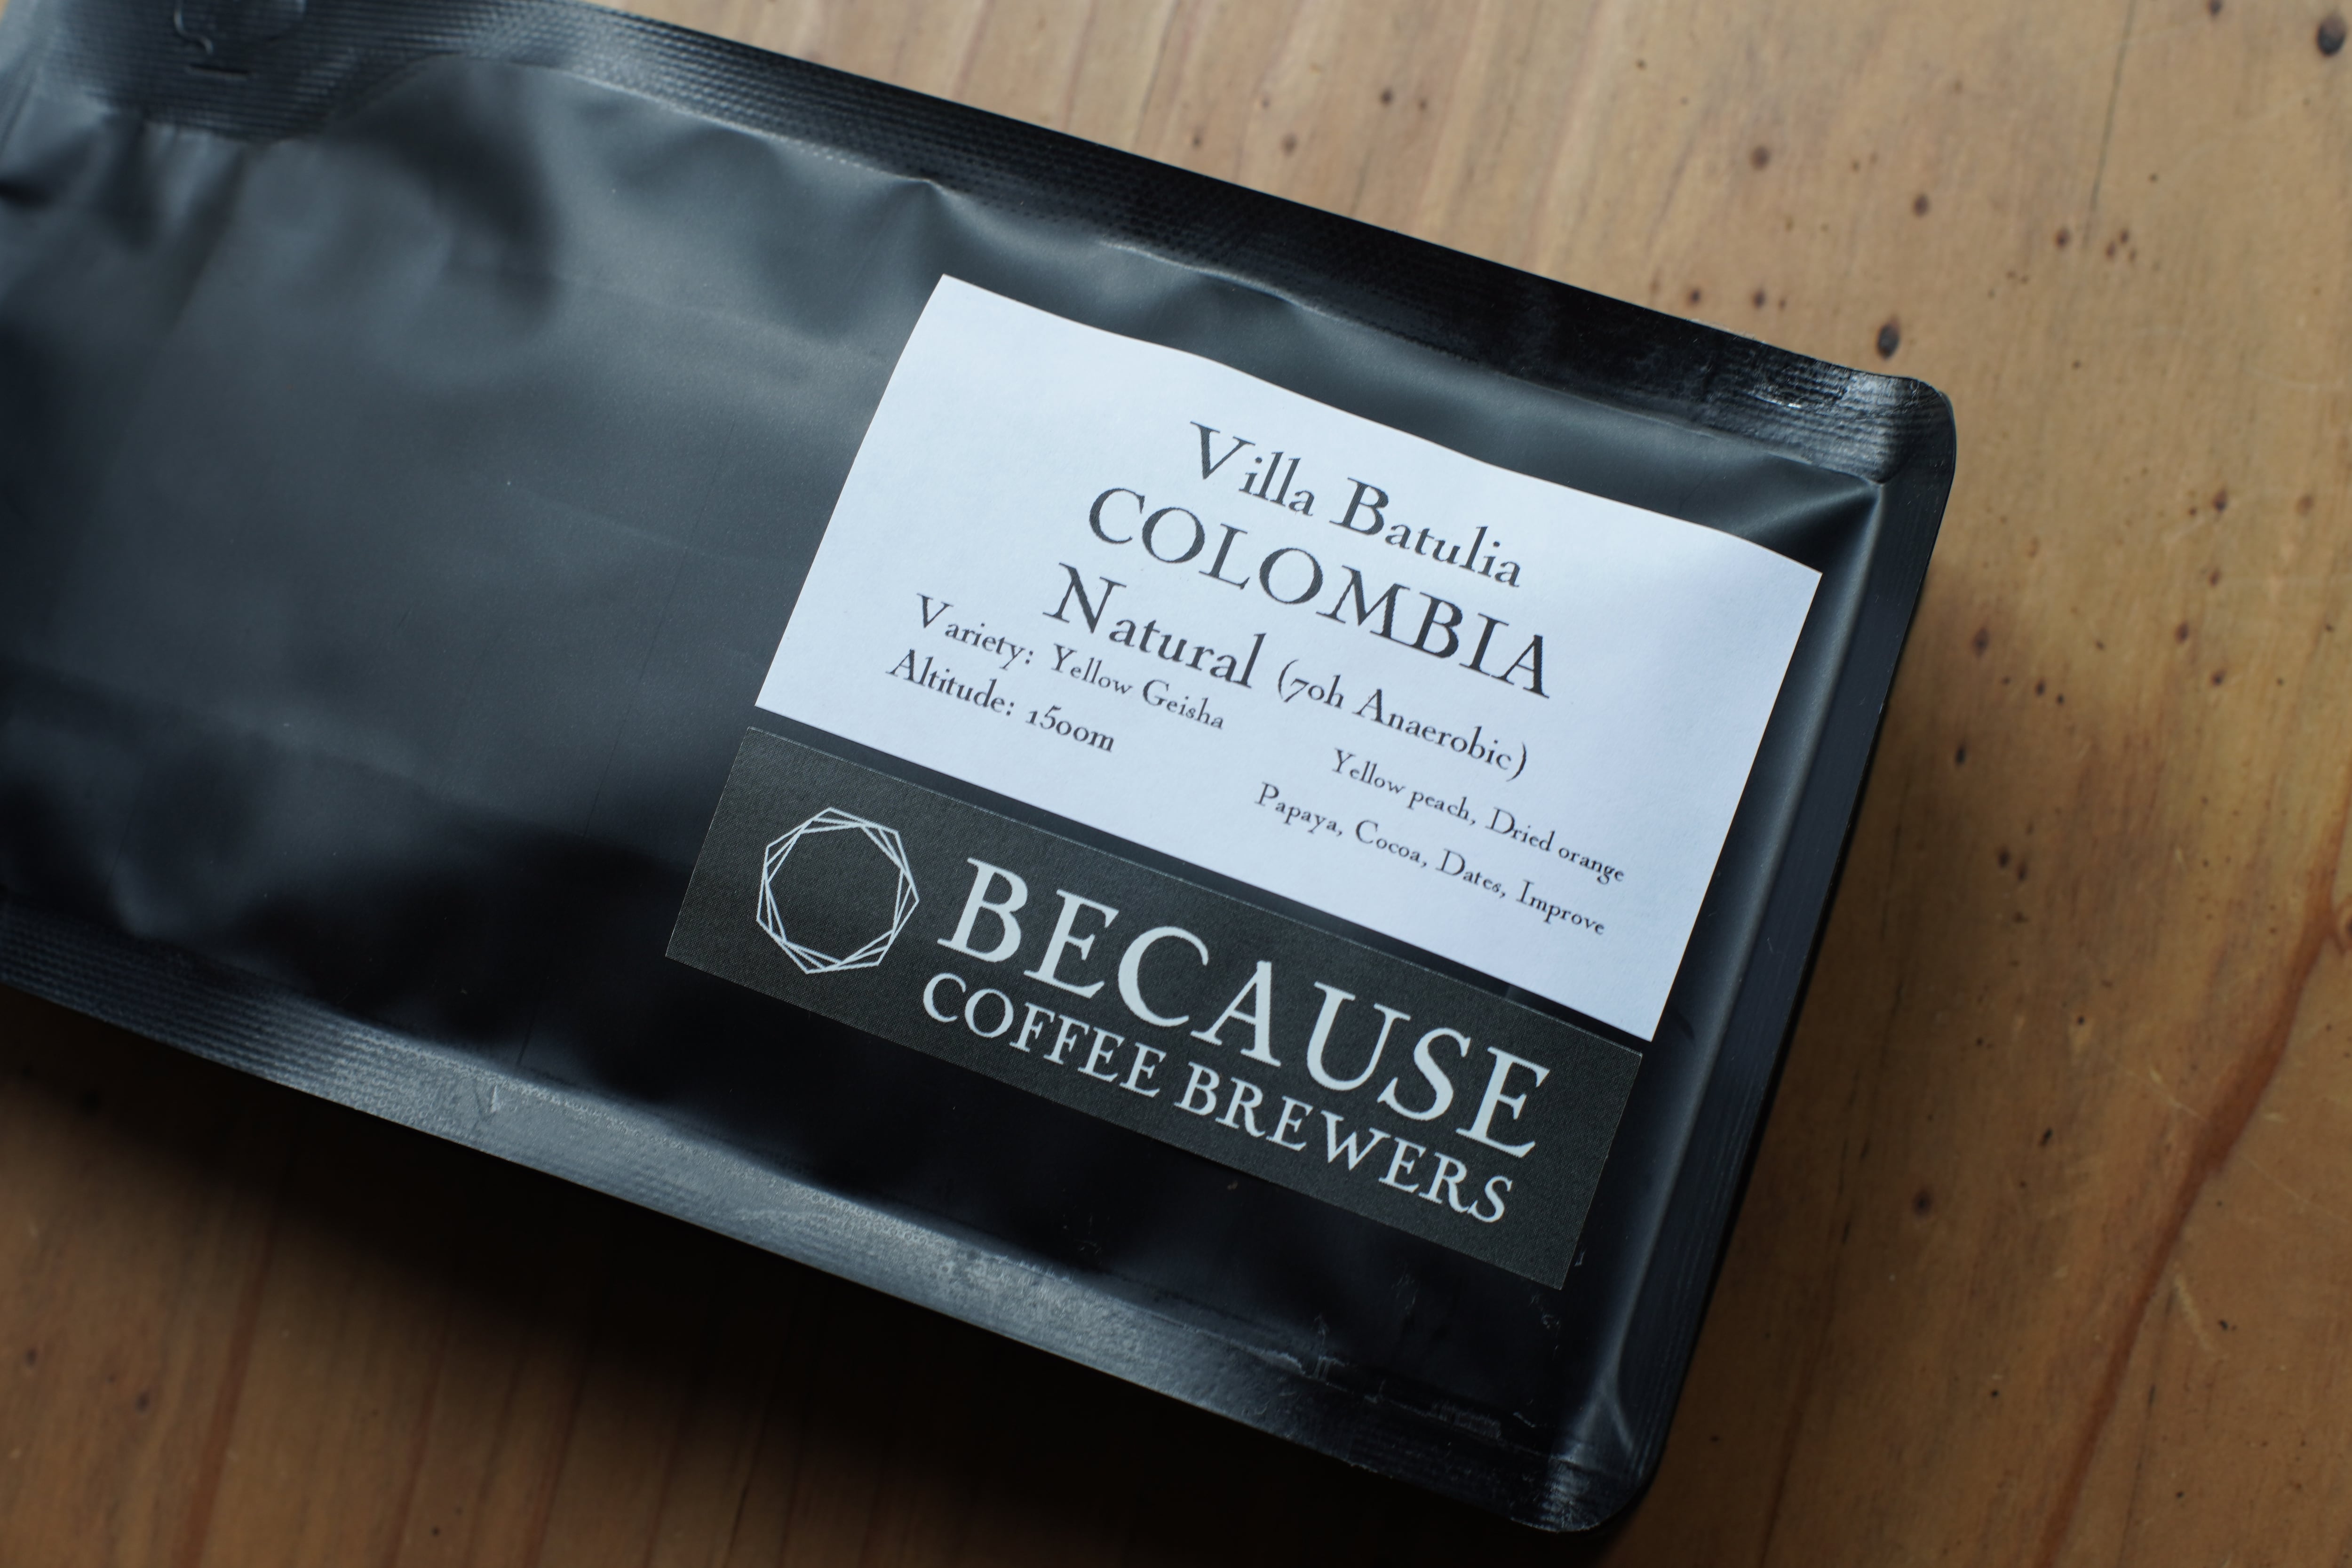 Villa Batulia
COLOMBIA
Natural (70h Anaerobic)
Variety: Yellow Geisha
Altitude: 1500m
Yellow peach, Dried orange
Papaya, Cocoa, Dates, Improve
BECAUSE
COFFEE BREWERS